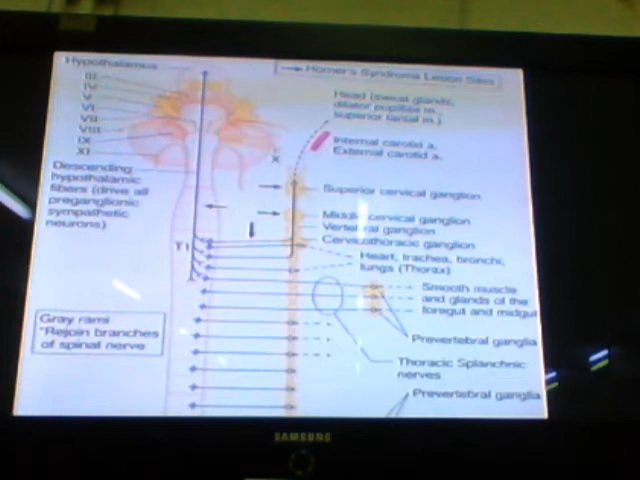 Hypothalamus
Horner's Syndrome Lesion Sites
III
IV
V
VI
VII
VIII
IX
XI
X
Head (sweat glands,
dilator pupillae m.,
superior tarsal m.)
Internal carotid a.
External carotid a.
Descending
hypothalamic
fibers (drive all
preganglionic
sympathetic
neurons)
Superior cervical ganglion
Middle cervical ganglion
Vertebral ganglion
Cervicothoracic ganglion
T1
Heart, trachea, bronchi,
lungs (Thorax)
Smooth muscle
and glands of the
foregut and midgut
Gray rami
*Rejoin branches
of spinal nerve
Prevertebral ganglia
Thoracic Splanchnic
nerves
Prevertebral ganglia
SAMSUNG